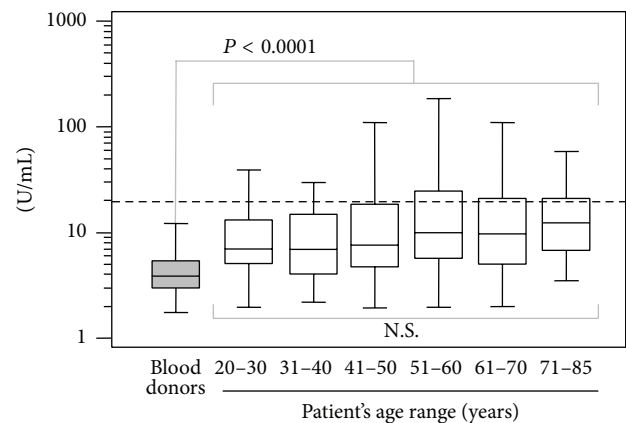 1000
P < 0.0001
100
(U/mL)
10
1
N.S.
Blood donors
20–30 31–40 41–50 51–60 61–70 71–85
Patient's age range (years)